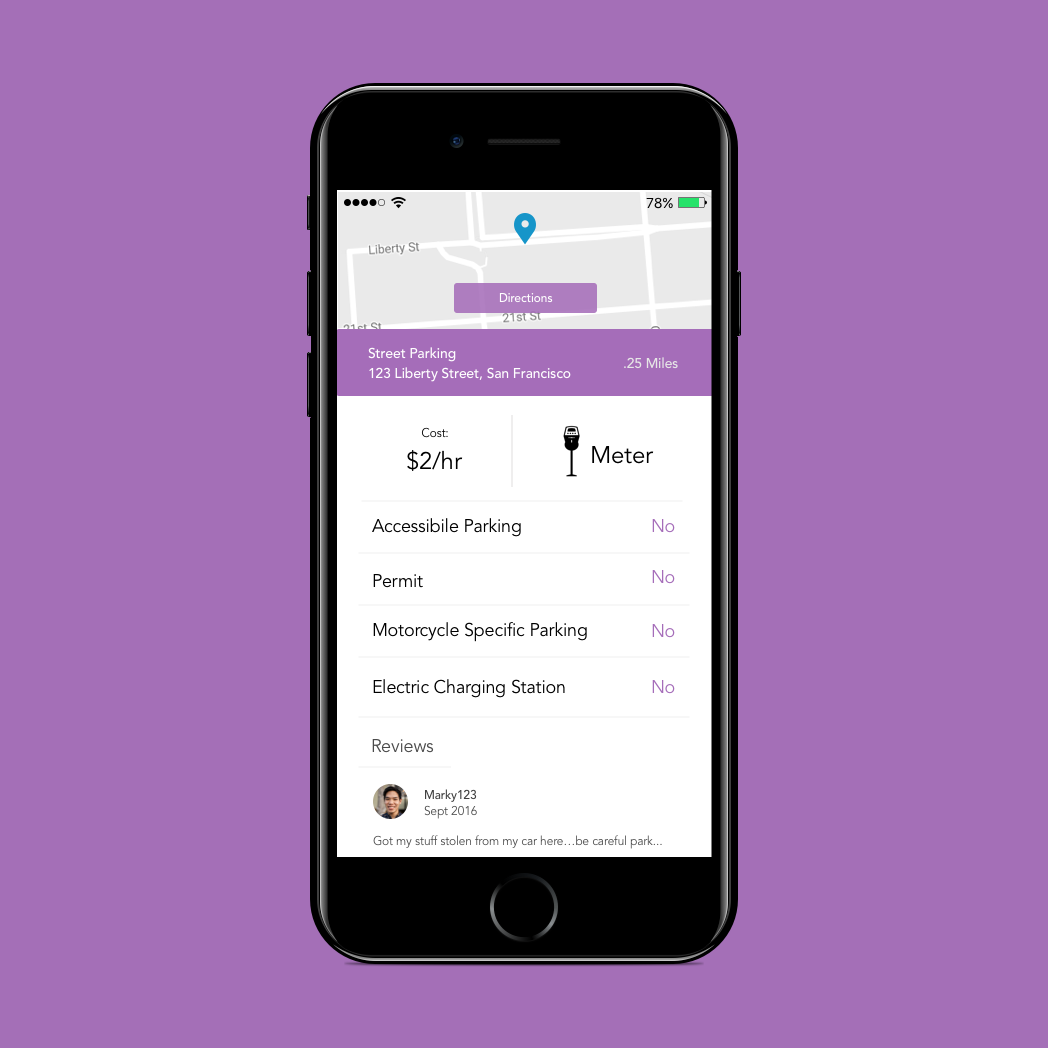 78%
Liberty St
Directions
21st St
21st St
Street Parking
123 Liberty Street, San Francisco
.25 Miles
Cost:
$2/hr
Meter
Accessibile Parking No
Permit No
Motorcycle Specific Parking No
Electric Charging Station No
Reviews
Marky123
Sept 2016
Got my stuff stolen from my car here...be careful park...